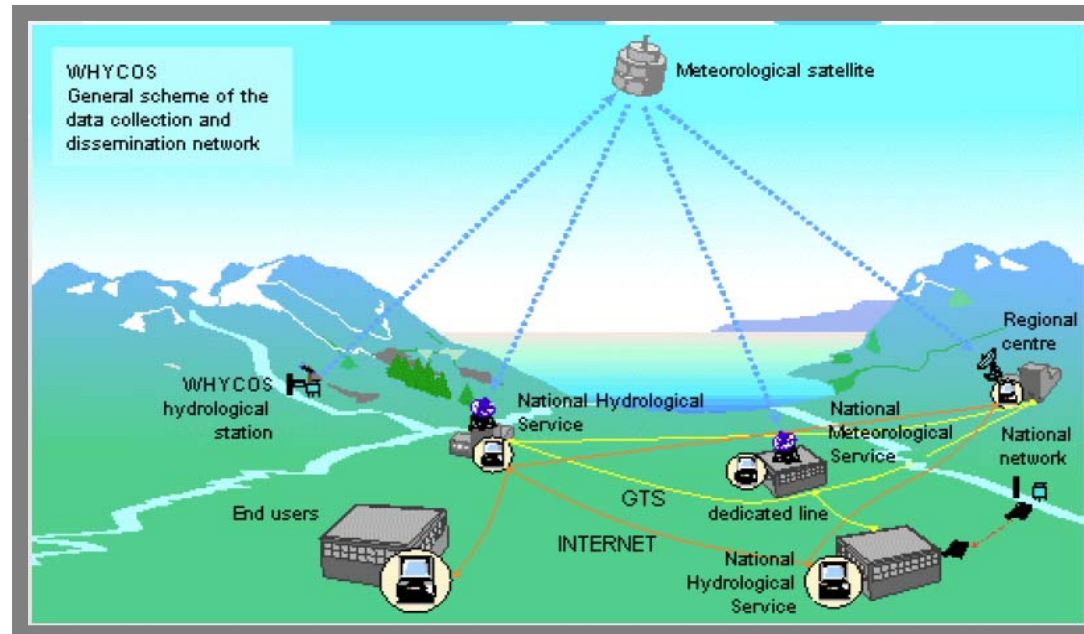 WHYCOS
General scheme of the
data collection and
dissemination network
Meteorological satellite
Regional
centre
WHYCOS
hydrological
station
National Hydrological
Service
National
Meteorological
Service
National
network
End users
GTS
dedicated line
INTERNET
National
Hydrological
Service